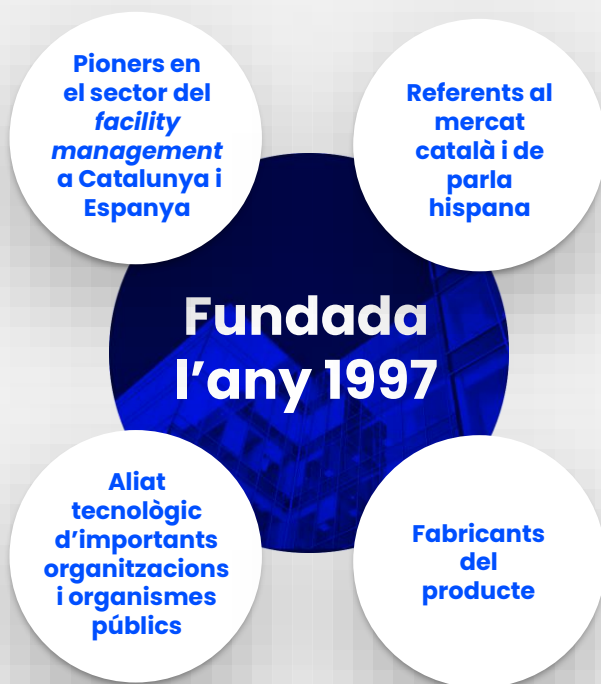 Pioners en
el sector del
facility
management
a Catalunya i
Espanya
Referents al
mercat
català i de
parla
hispana
Fundada
l’any 1997
Aliat
tecnològic
d’importants
organitzacions
i organismes
públics
Fabricants
del
producte